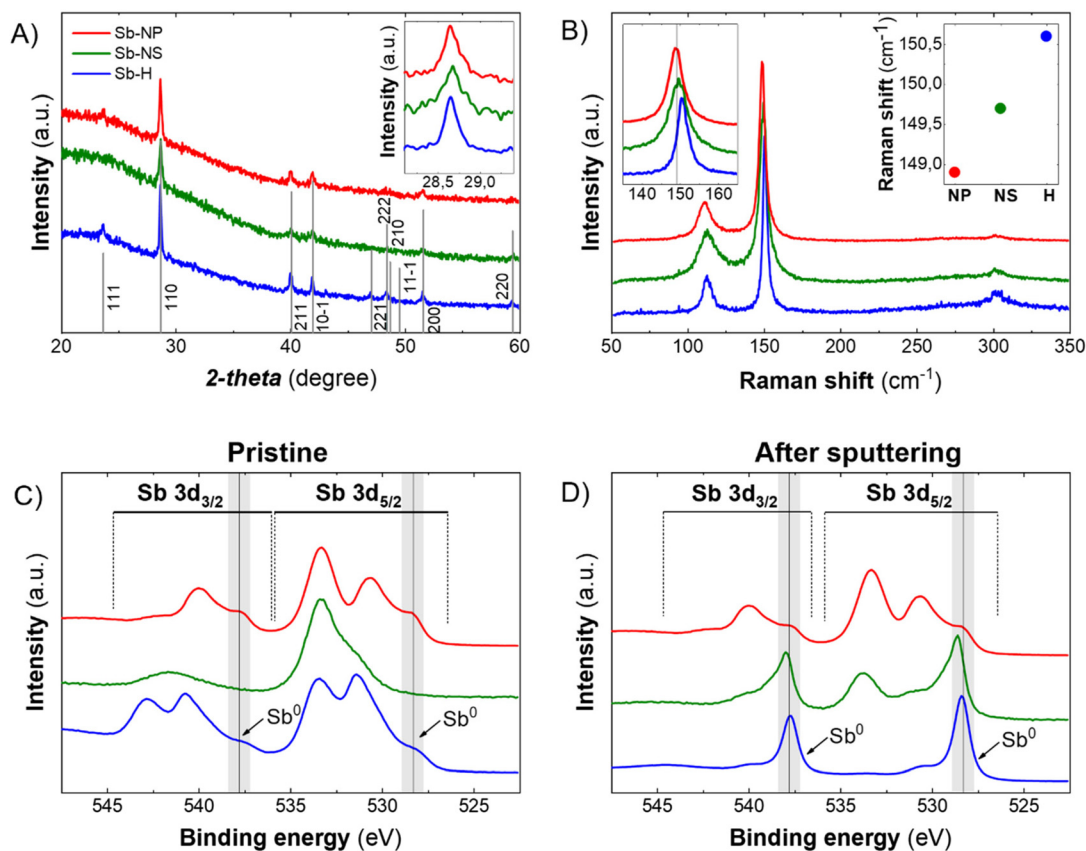 A)
Sb-NP
Sb-NS
Sb-H
Intensity (a.u.)
28,5 29,0
Intensity (a.u.)
111
110
211
10-1
221
222
210
11-1
200
220
20 30 40 50 60
2-theta (degree)
B)
Intensity (a.u.)
140 150 160
Raman shift (cm⁻¹)
150,5
149,5
149,0
NP NS H
50 100 150 200 250 300 350
Raman shift (cm⁻¹)
Pristine
C)
Sb 3d3/2 Sb 3d5/2
Intensity (a.u.)
Sb⁰ Sb⁰
545 540 535 530 525
Binding energy (eV)
After sputtering
D)
Sb 3d3/2 Sb 3d5/2
Intensity (a.u.)
Sb⁰ Sb⁰
545 540 535 530 525
Binding energy (eV)